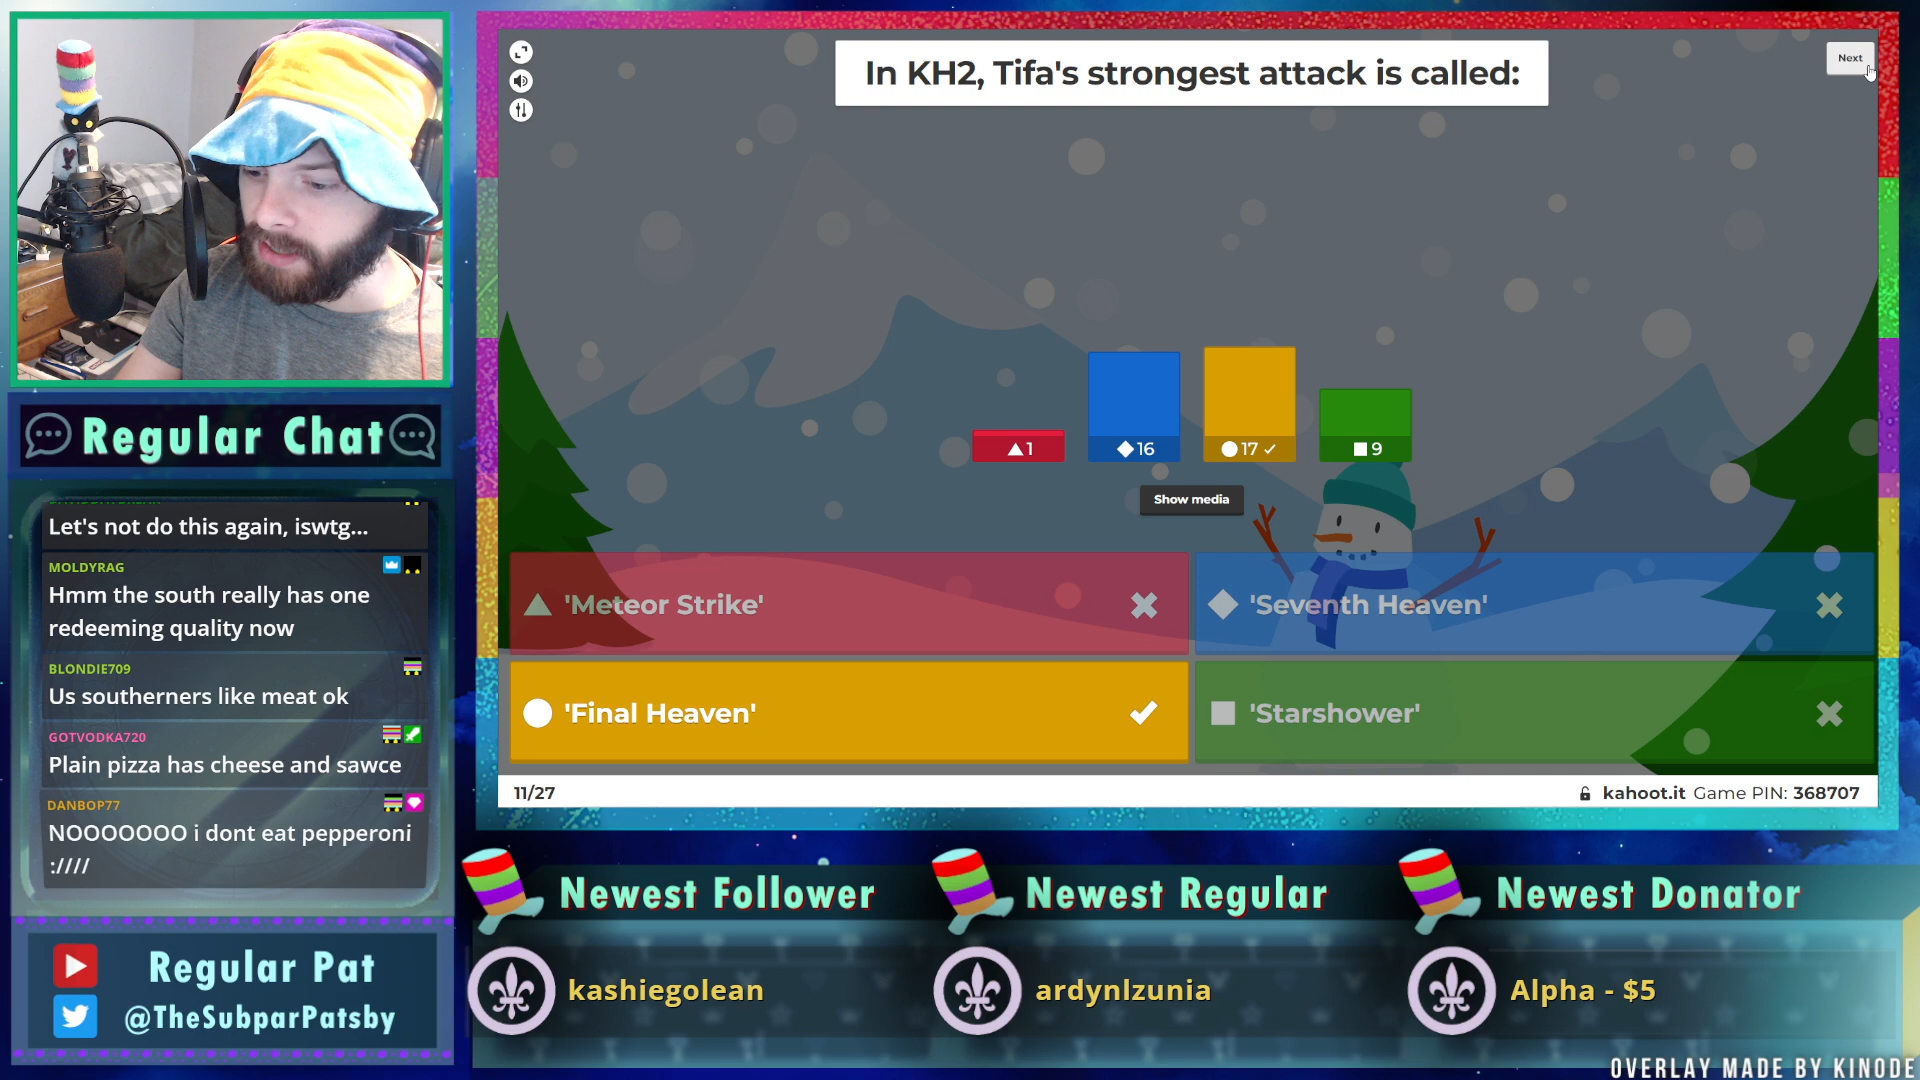 In KH2, Tifa's strongest attack is called:
Next
1
16
17
9
Show media
'Meteor Strike'
'Seventh Heaven'
'Final Heaven'
'Starshower'
11/27
kahoot.it Game PIN: 368707
Regular Chat
Let's not do this again, iswtg...
MOLDYRAG
Hmm the south really has one
redeeming quality now
BLONDIE709
Us southerners like meat ok
GOTVODKA720
Plain pizza has cheese and sawce
DANBOP77
NOOOOOOO i dont eat pepperoni
:////
Regular Pat
@TheSubparPatsby
Newest Follower
kashiegolean
Newest Regular
ardynlzunia
Newest Donator
Alpha - $5
OVERLAY MADE BY KINODE